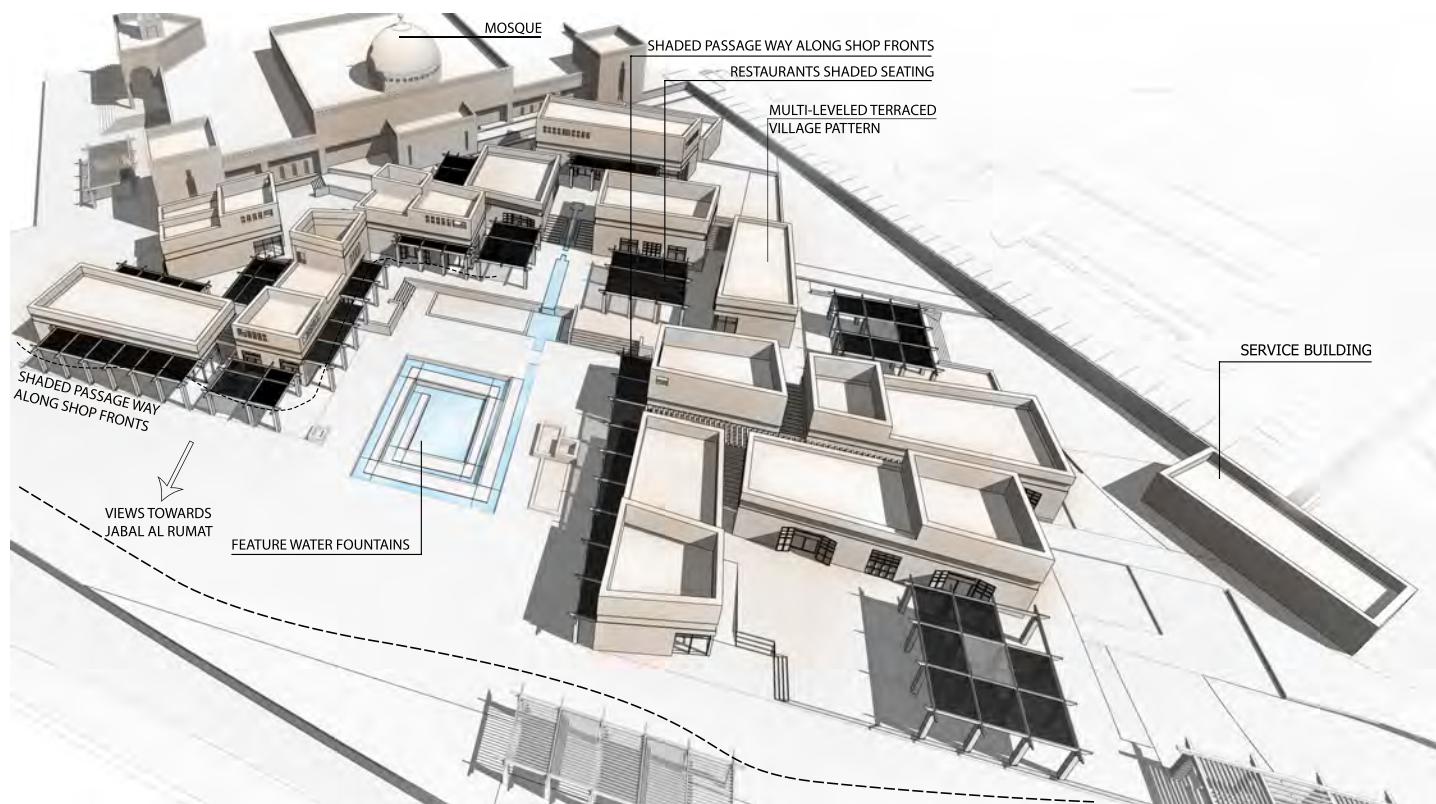 MOSQUE
SHADED PASSAGE WAY ALONG SHOP FRONTS
RESTAURANTS SHADED SEATING
MULTI-LEVELED TERRACED
VILLAGE PATTERN
SERVICE BUILDING
SHADED PASSAGE WAY
ALONG SHOP FRONTS
VIEWS TOWARDS
JABAL AL RUMAT
FEATURE WATER FOUNTAINS